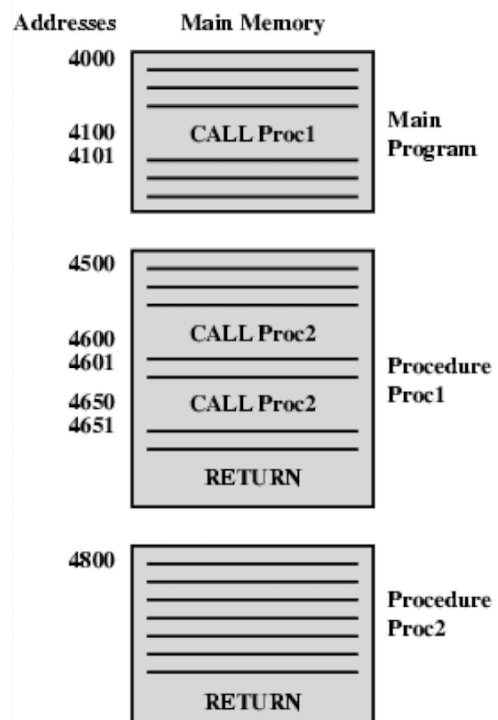 Addresses Main Memory
4000
4100 CALL Proc1 Main
4101 Program
4500
4600 CALL Proc2
4601 Procedure
4650 CALL Proc2 Proc1
4651
RETURN
4800
Procedure
Proc2
RETURN